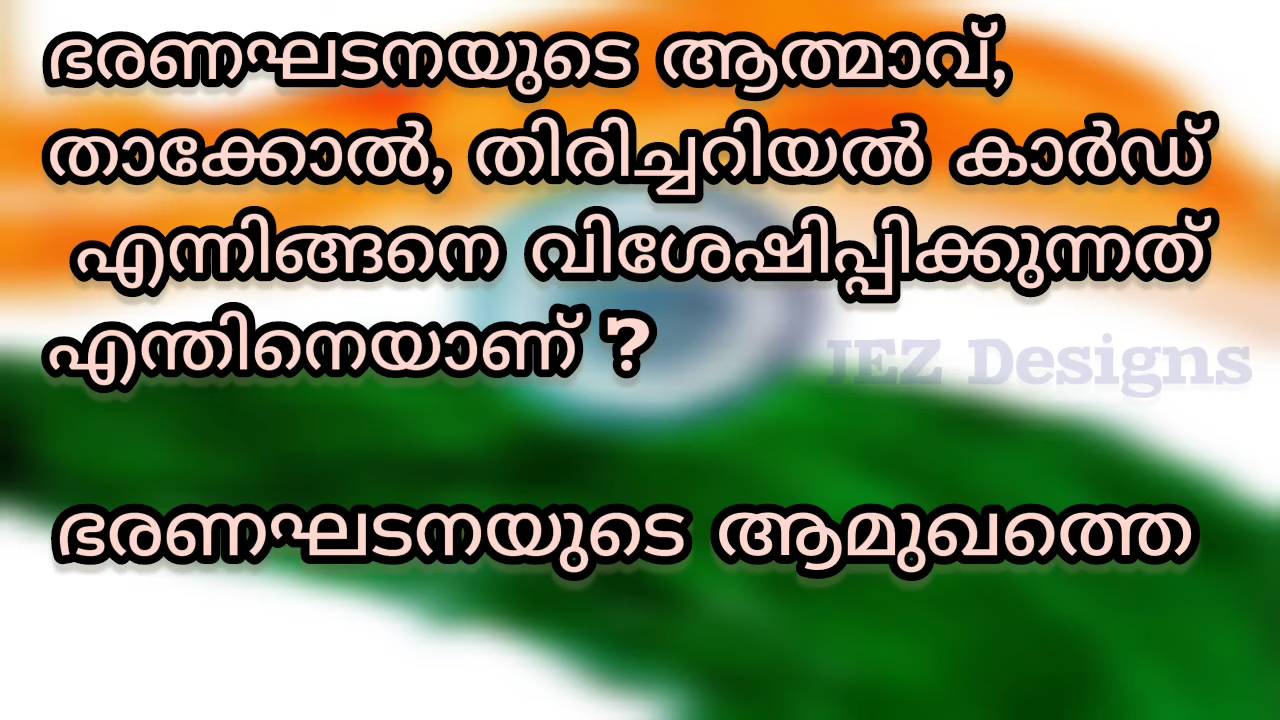 ഭരണഘടനയുടെ ആത്മാവ്,
താക്കോൽ, തിരിച്ചറിയൽ കാർഡ്
എന്നിങ്ങനെ വിശേഷിപ്പിക്കുന്നത്
എന്തിനെയാണ് ?
JEZ Designs
ഭരണഘടനയുടെ ആമുഖത്തെ